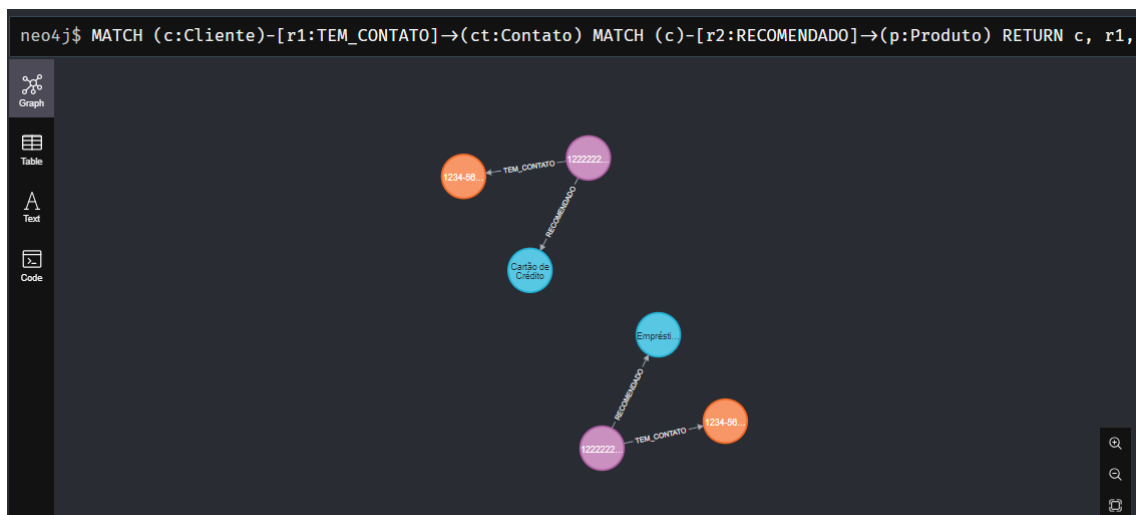 neo4j$ MATCH (c:Cliente)-[r1:TEM_CONTATO]→(ct:Contato) MATCH (c)-[r2:RECOMENDADO]→(p:Produto) RETURN c, r1,
Graph
Table
Text
Code
1222222...
TEM_CONTATO
1234-56...
RECOMENDADO
Cartão de
Crédito
Emprésti...
RECOMENDADO
1234-56...
TEM_CONTATO
1222222...